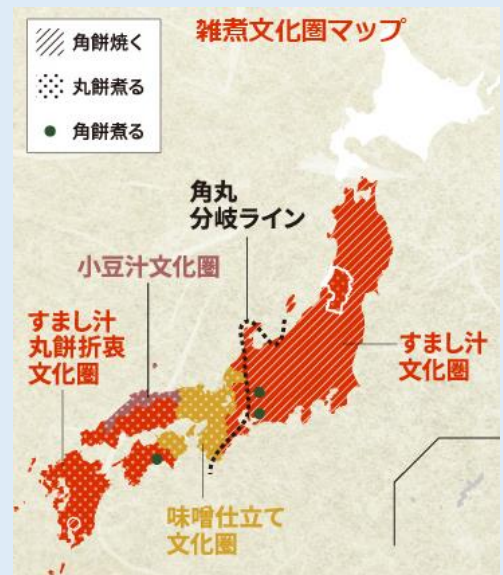 雑煮文化圏マップ
角餅焼く
丸餅煮る
角餅煮る
角丸
分岐ライン
小豆汁文化圏
すまし汁
丸餅折衷
文化圏
すまし汁
文化圏
味噌仕立て
文化圏